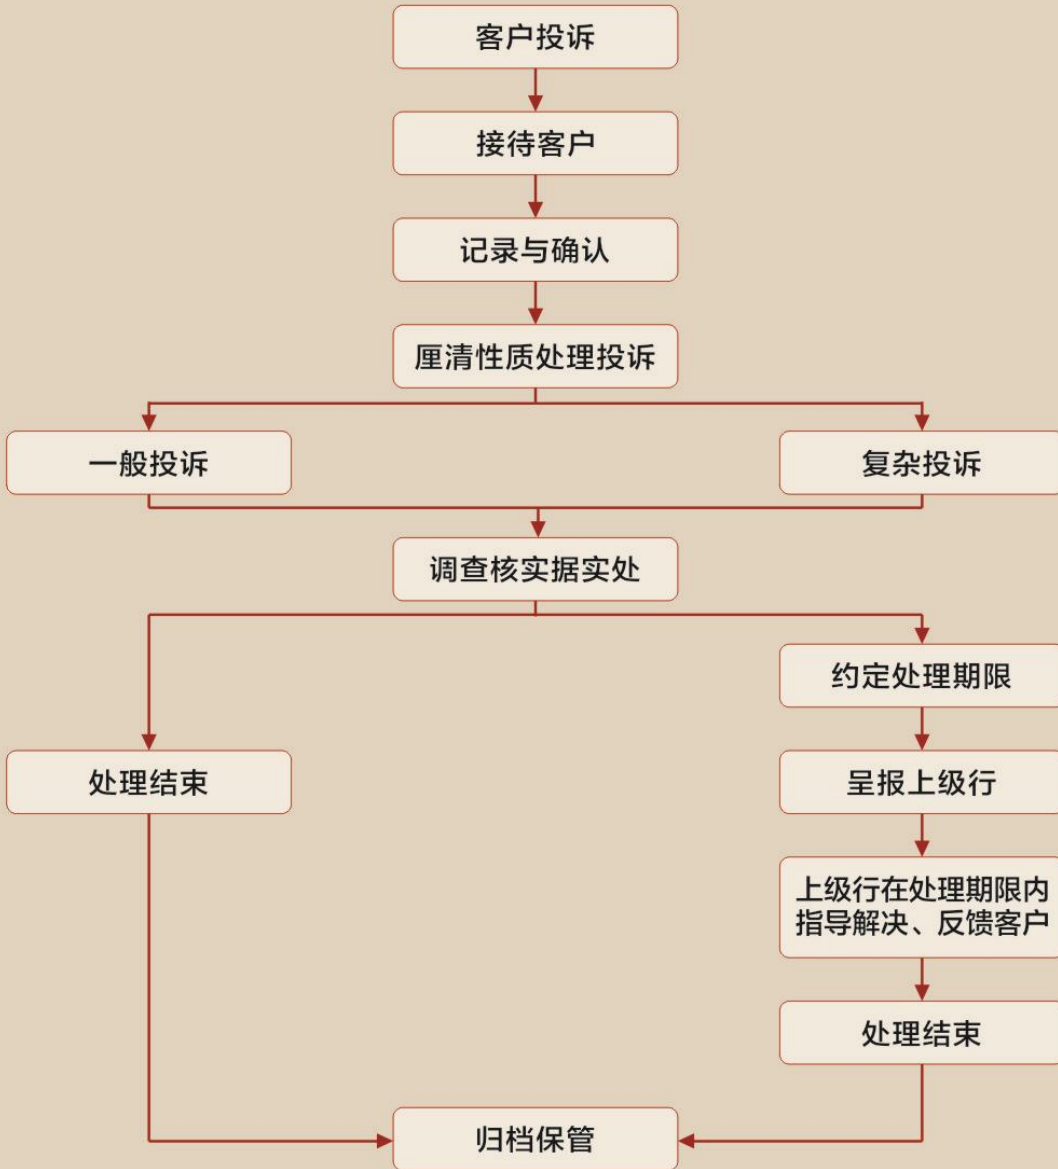 客户投诉
接待客户
记录与确认
厘清性质处理投诉
一般投诉
复杂投诉
调查核实据实处
约定处理期限
处理结束
呈报上级行
上级行在处理期限内
指导解决、反馈客户
处理结束
归档保管